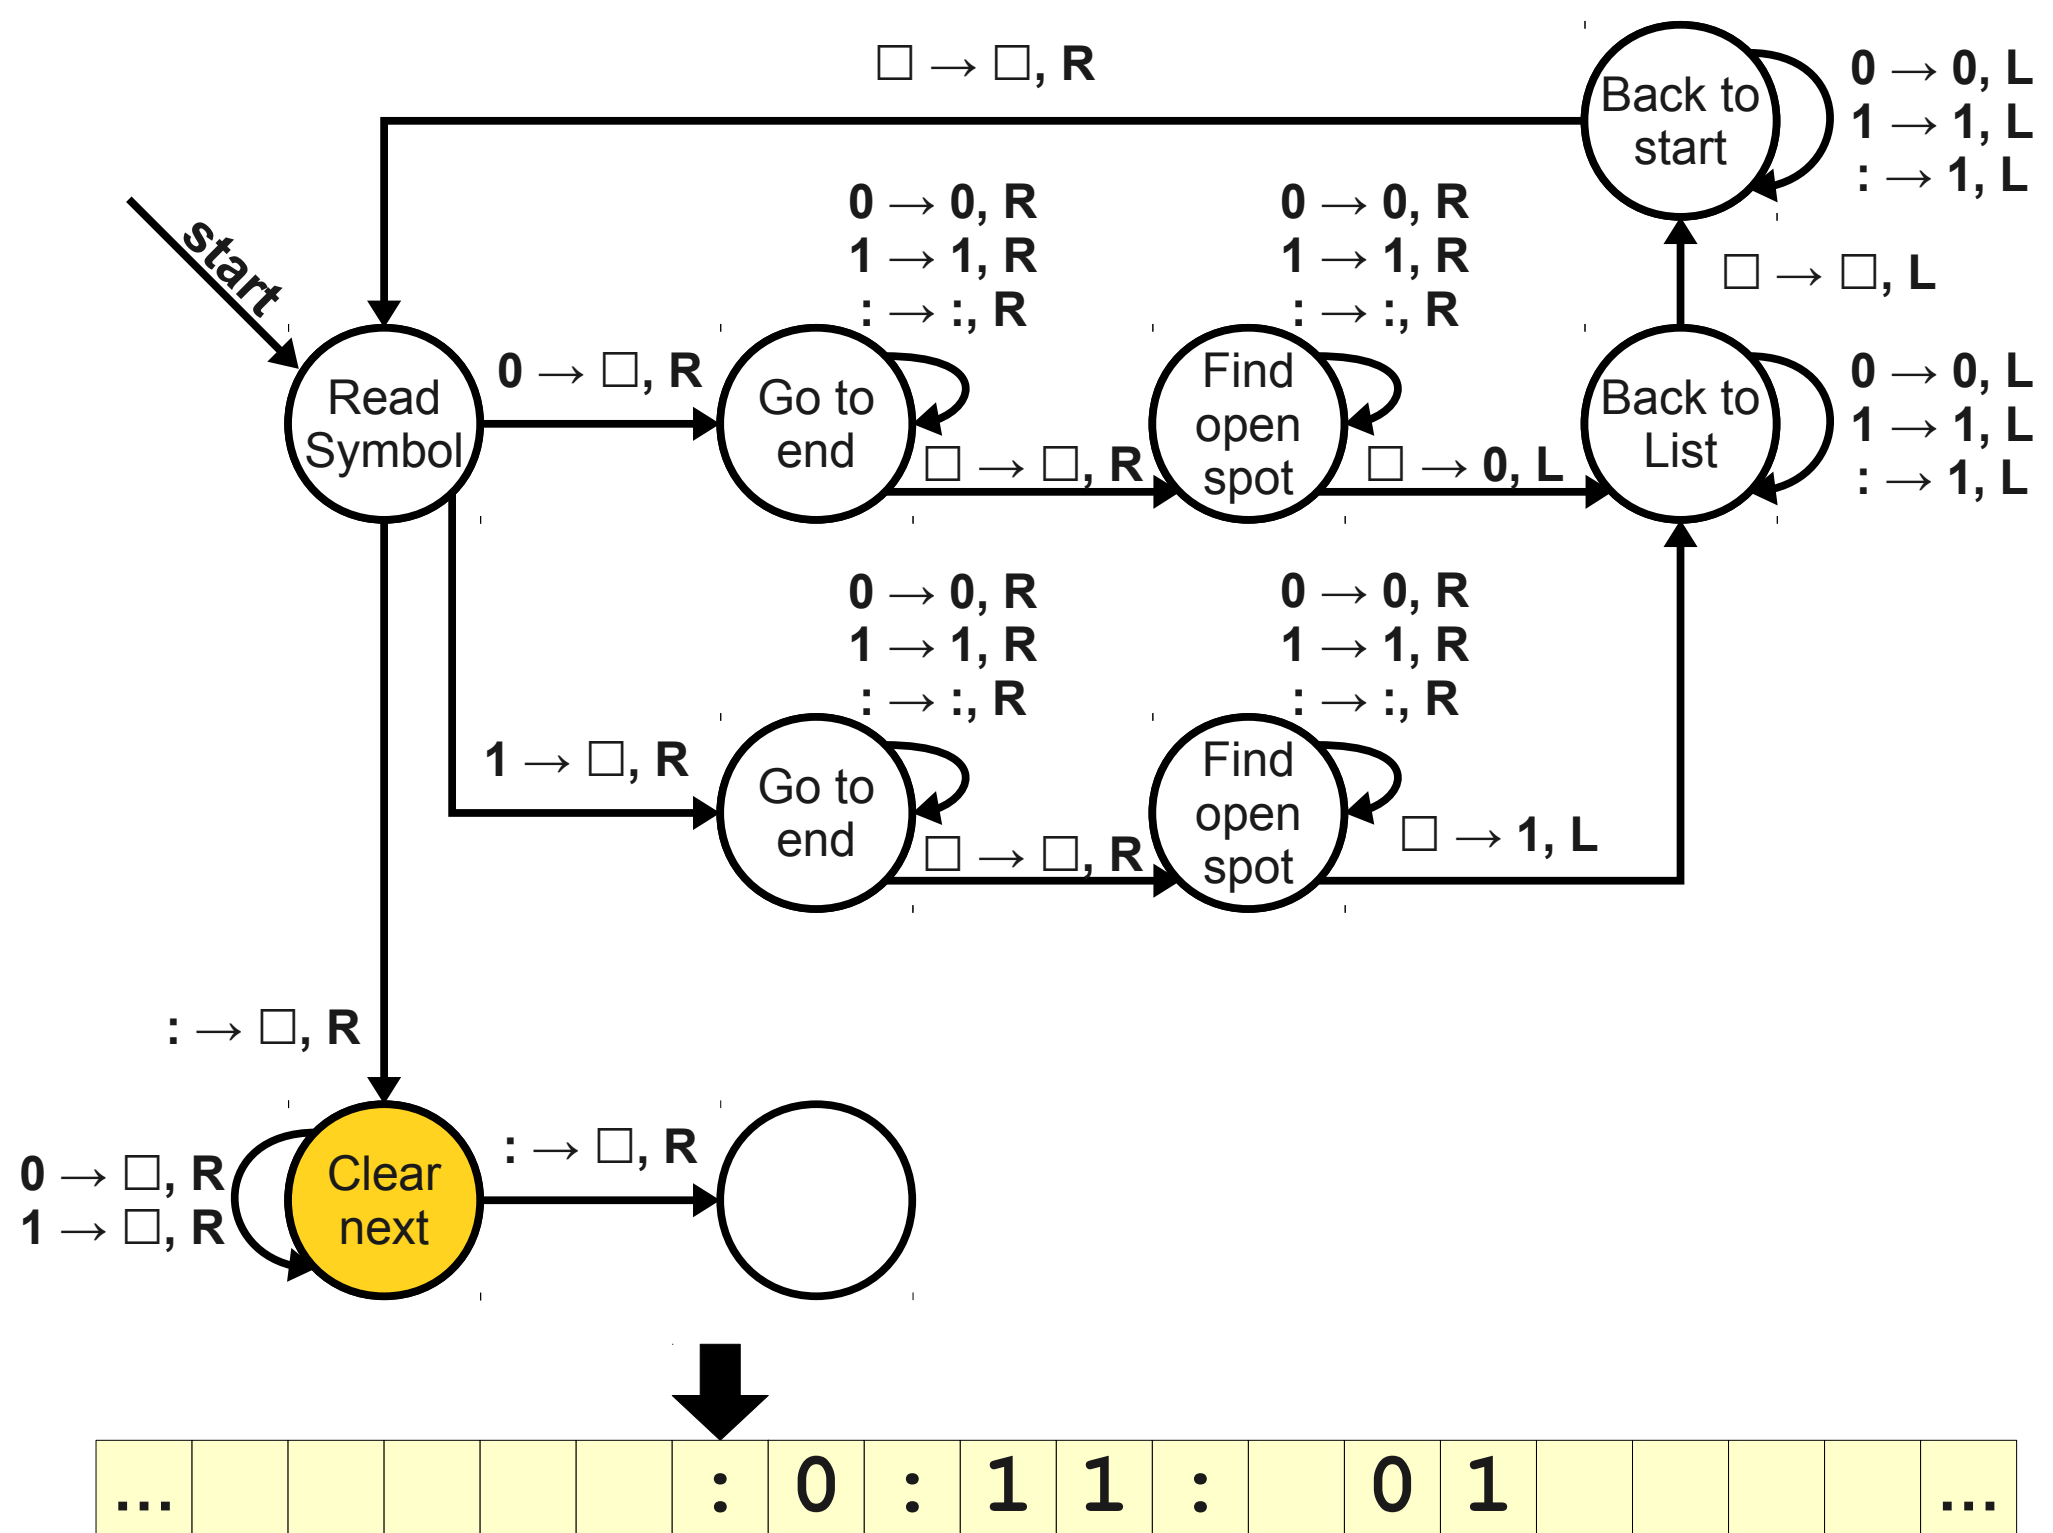 □ → □, R
Back to
start
0 → 0, L
1 → 1, L
: → 1, L
start
0 → 0, R
1 → 1, R
: → :, R
0 → 0, R
1 → 1, R
: → :, R
□ → □, L
Read
Symbol
0 → □, R
Go to
end
□ → □, R
Find
open
spot
□ → 0, L
Back to
List
0 → 0, L
1 → 1, L
: → 1, L
0 → 0, R
1 → 1, R
: → :, R
0 → 0, R
1 → 1, R
: → :, R
1 → □, R
Go to
end
□ → □, R
Find
open
spot
□ → 1, L
: → □, R
0 → □, R
1 → □, R
Clear
next
: → □, R
... : 0 : 1 1 : 0 1 ...